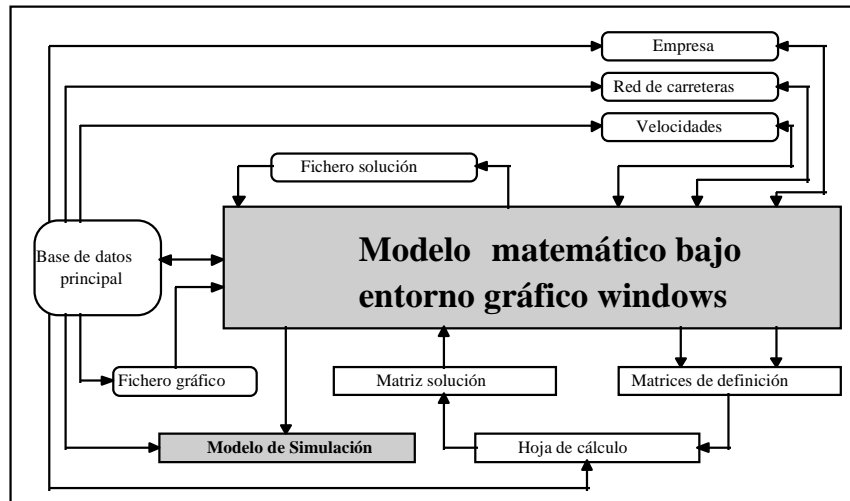 Empresa
Red de carreteras
Velocidades
Fichero solución
Modelo matemático bajo
entorno gráfico windows
Base de datos
principal
Fichero gráfico
Matriz solución
Matrices de definición
Modelo de Simulación
Hoja de cálculo